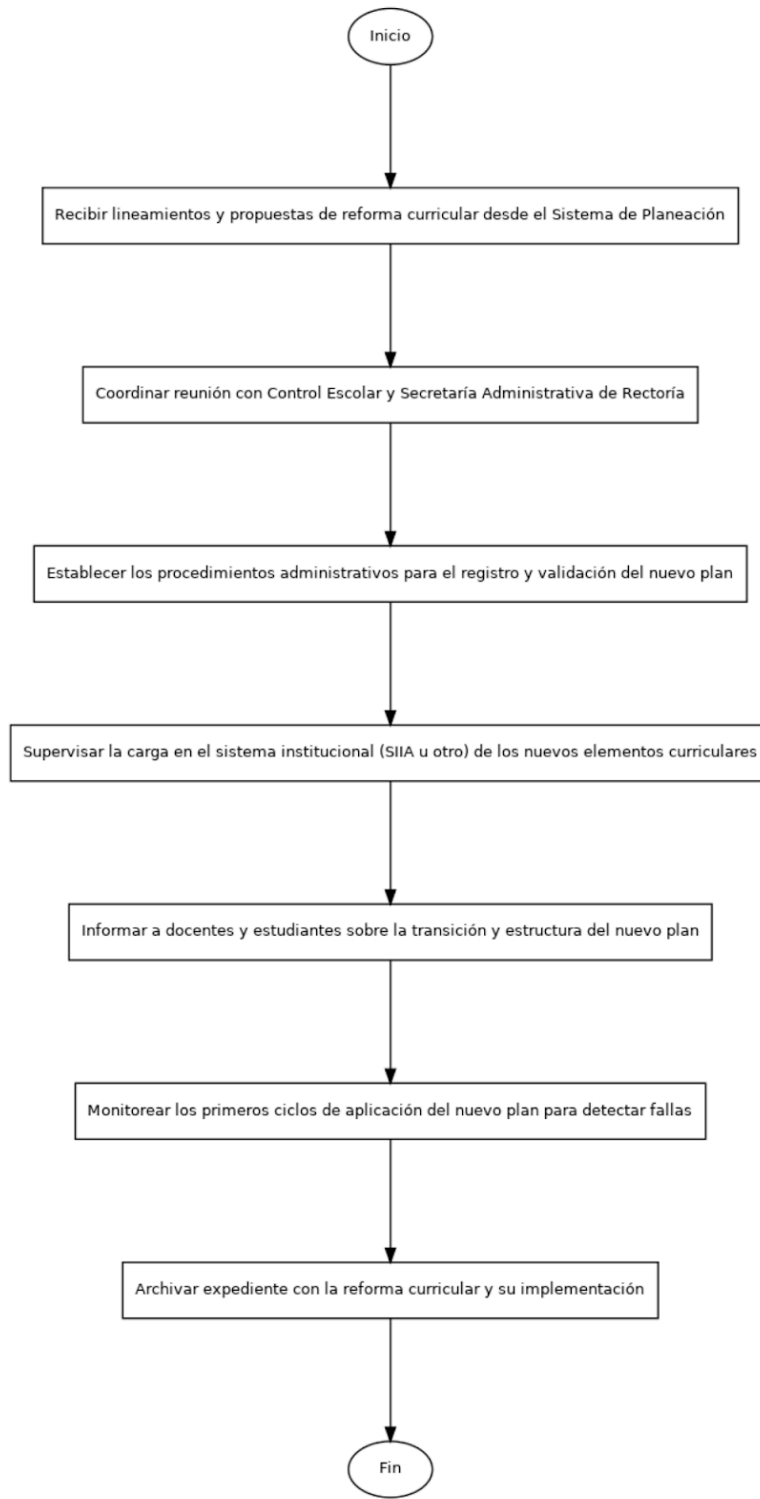 Inicio
Recibir lineamientos y propuestas de reforma curricular desde el Sistema de Planeación
Coordinar reunión con Control Escolar y Secretaría Administrativa de Rectoría
Establecer los procedimientos administrativos para el registro y validación del nuevo plan
Supervisar la carga en el sistema institucional (SIIA u otro) de los nuevos elementos curriculares
Informar a docentes y estudiantes sobre la transición y estructura del nuevo plan
Monitorear los primeros ciclos de aplicación del nuevo plan para detectar fallas
Archivar expediente con la reforma curricular y su implementación
Fin